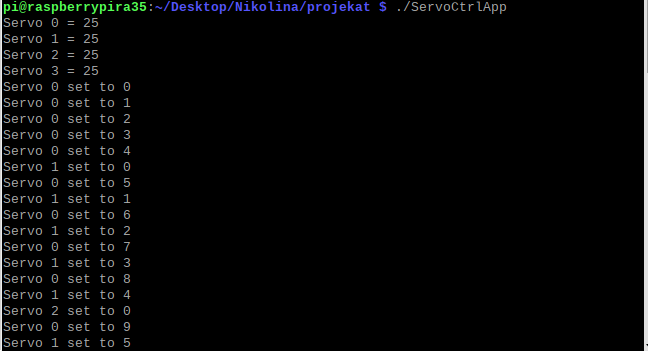 pi@raspberrypira35:~/Desktop/Nikolina/projekat $ ./ServoCtrlApp
Servo 0 = 25
Servo 1 = 25
Servo 2 = 25
Servo 3 = 25
Servo 0 set to 0
Servo 0 set to 1
Servo 0 set to 2
Servo 0 set to 3
Servo 0 set to 4
Servo 1 set to 0
Servo 0 set to 5
Servo 1 set to 1
Servo 0 set to 6
Servo 1 set to 2
Servo 0 set to 7
Servo 1 set to 3
Servo 0 set to 8
Servo 1 set to 4
Servo 2 set to 0
Servo 0 set to 9
Servo 1 set to 5